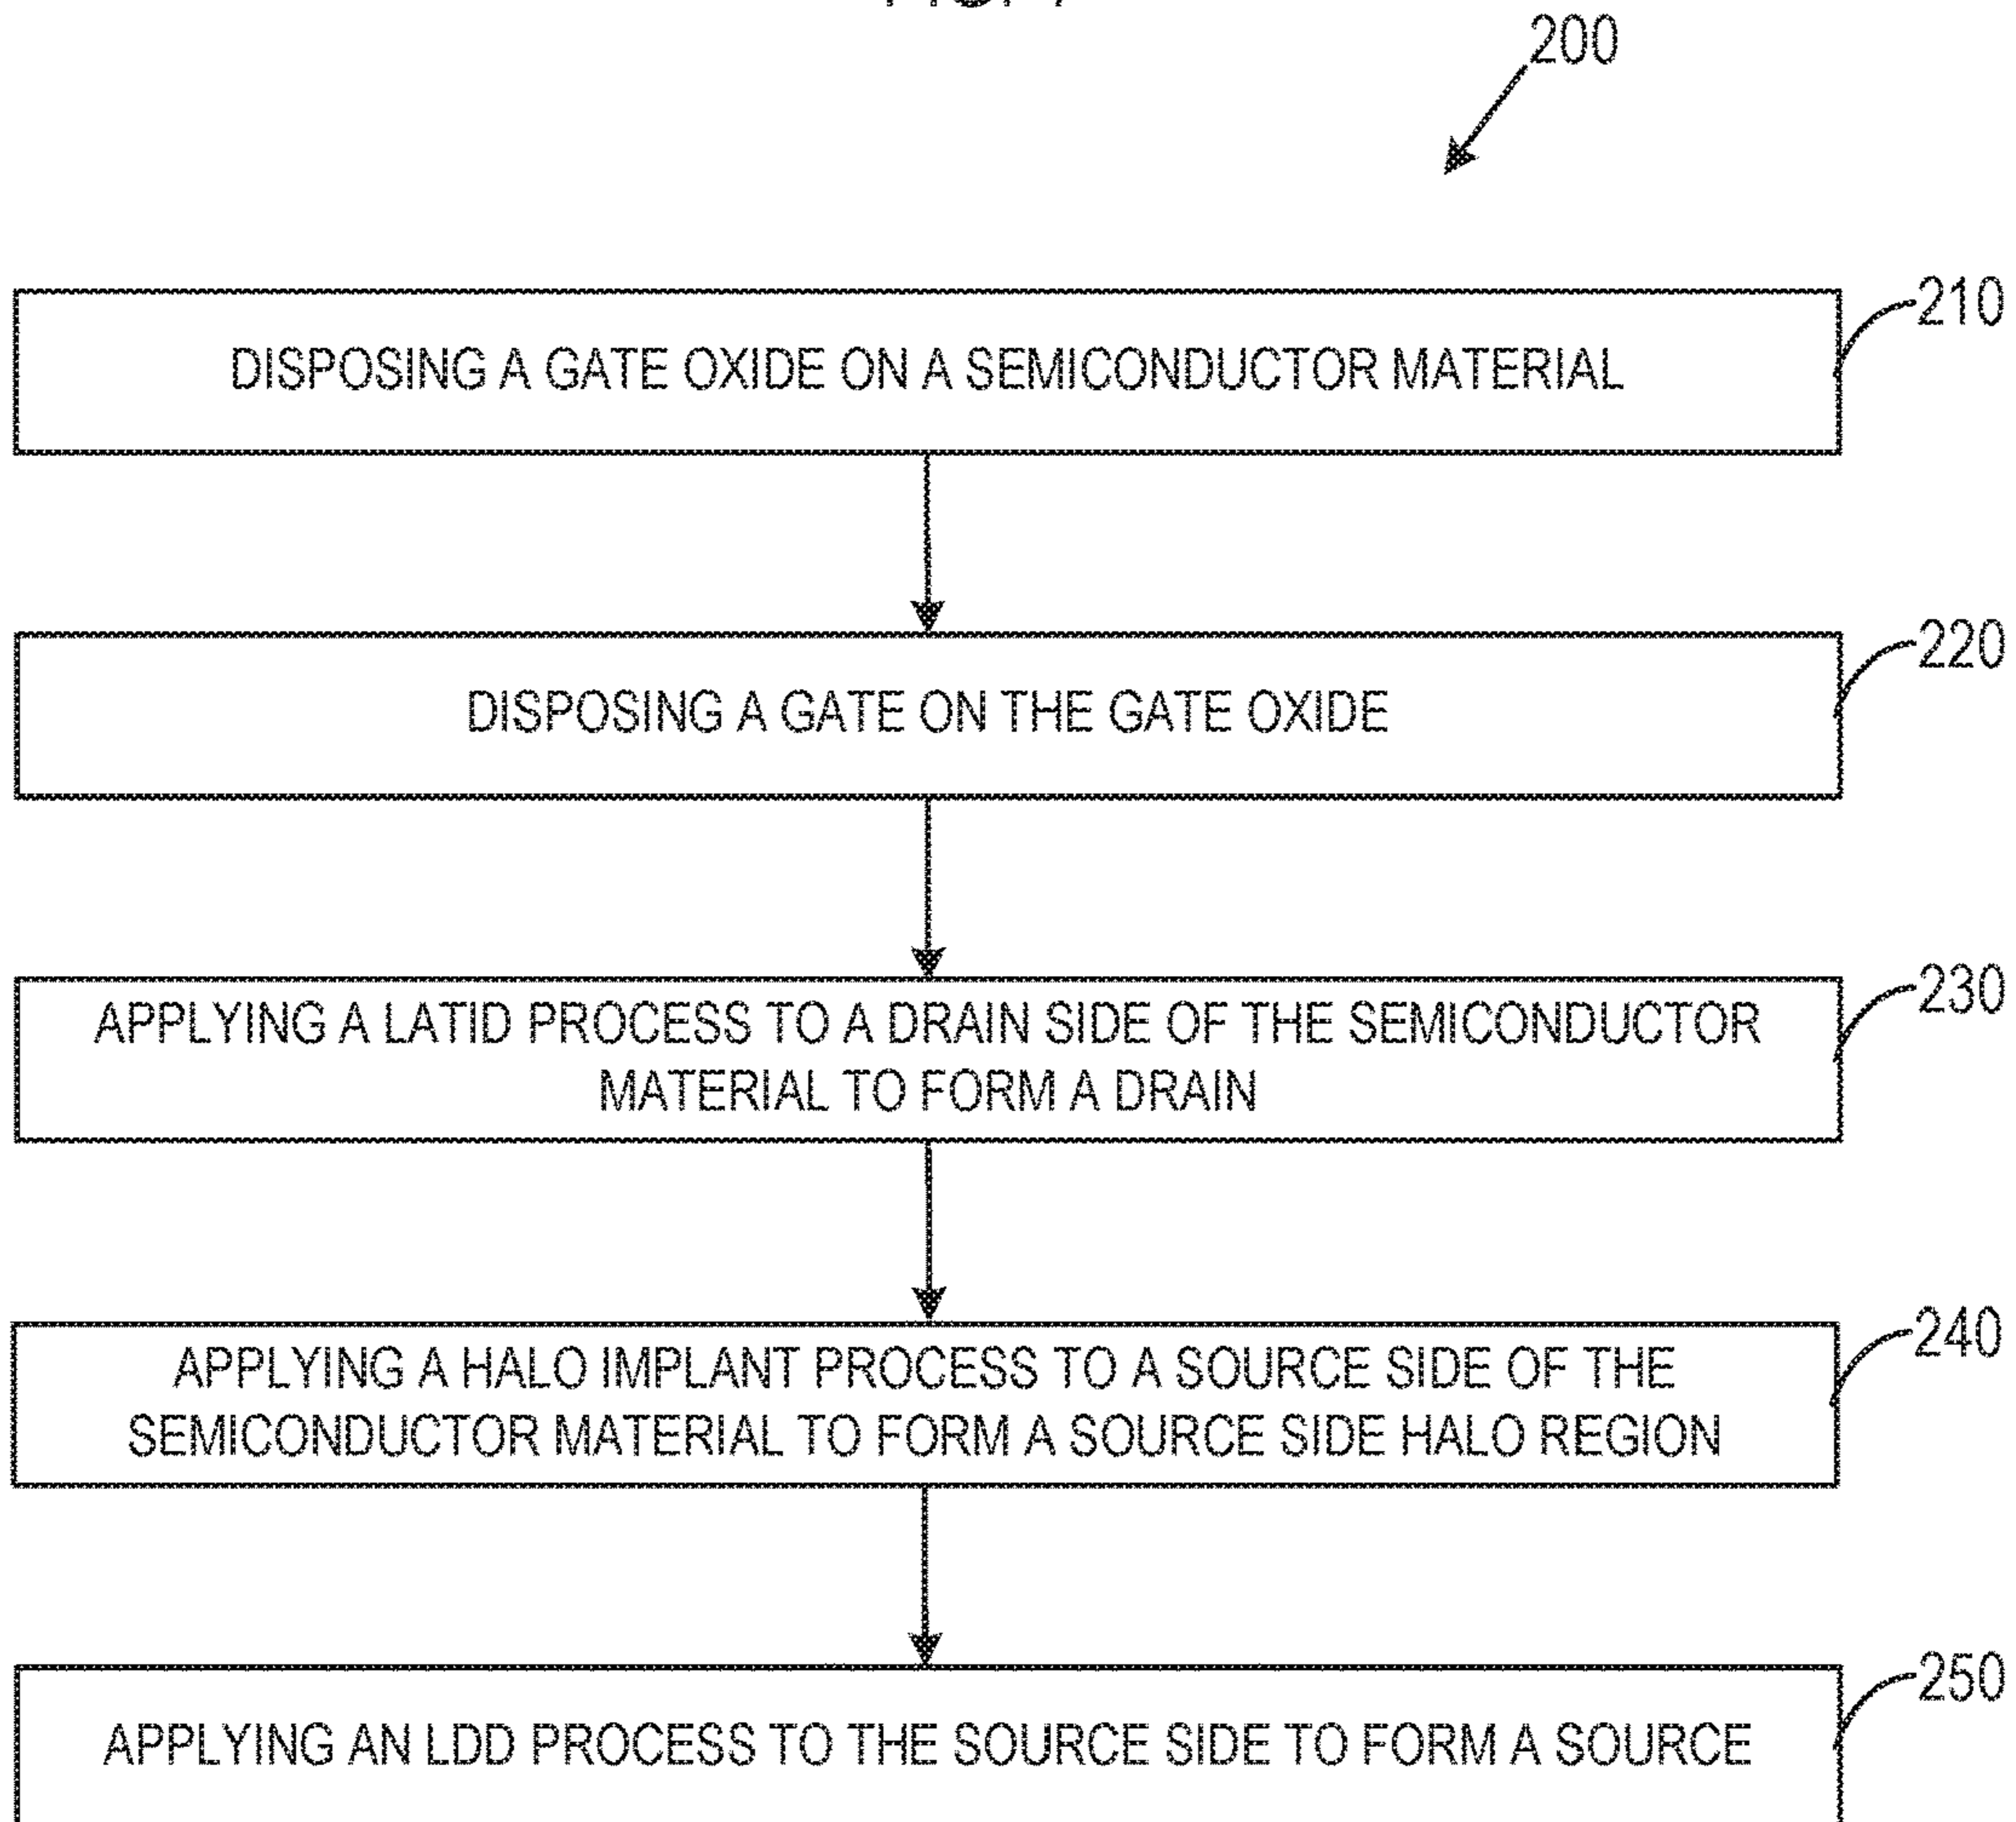 200
210
DISPOSING A GATE OXIDE ON A SEMICONDUCTOR MATERIAL
220
DISPOSING A GATE ON THE GATE OXIDE
230
APPLYING A LATID PROCESS TO A DRAIN SIDE OF THE SEMICONDUCTOR
MATERIAL TO FORM A DRAIN
240
APPLYING A HALO IMPLANT PROCESS TO A SOURCE SIDE OF THE
SEMICONDUCTOR MATERIAL TO FORM A SOURCE SIDE HALO REGION
250
APPLYING AN LDD PROCESS TO THE SOURCE SIDE TO FORM A SOURCE